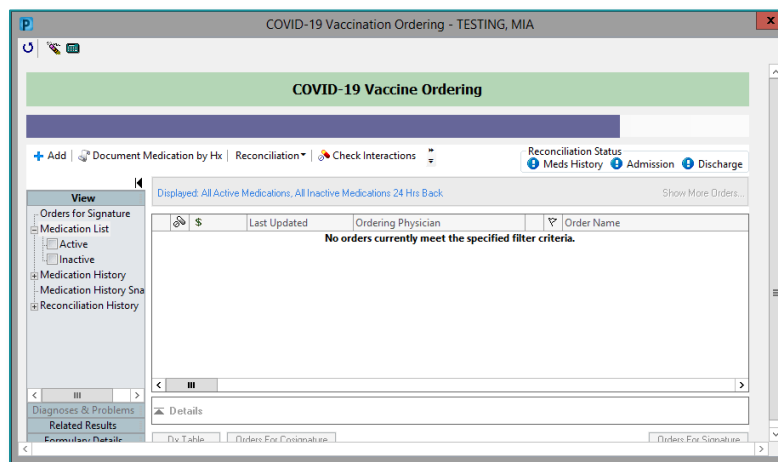 P COVID-19 Vaccination Ordering - TESTING, MIA x
COVID-19 Vaccine Ordering
Add Document Medication by Hx Reconciliation Check Interactions
Reconciliation Status
Meds History Admission Discharge
View
Displayed: All Active Medications, All Inactive Medications 24 Hrs Back Show More Orders...
Orders for Signature
Medication List
Active
Inactive
Medication History
Medication History Sna
Reconciliation History
$ Last Updated Ordering Physician Order Name
No orders currently meet the specified filter criteria.
Diagnoses & Problems
Related Results
Formulary Details
Details
Dx Table Orders For Cosignature Orders For Signature